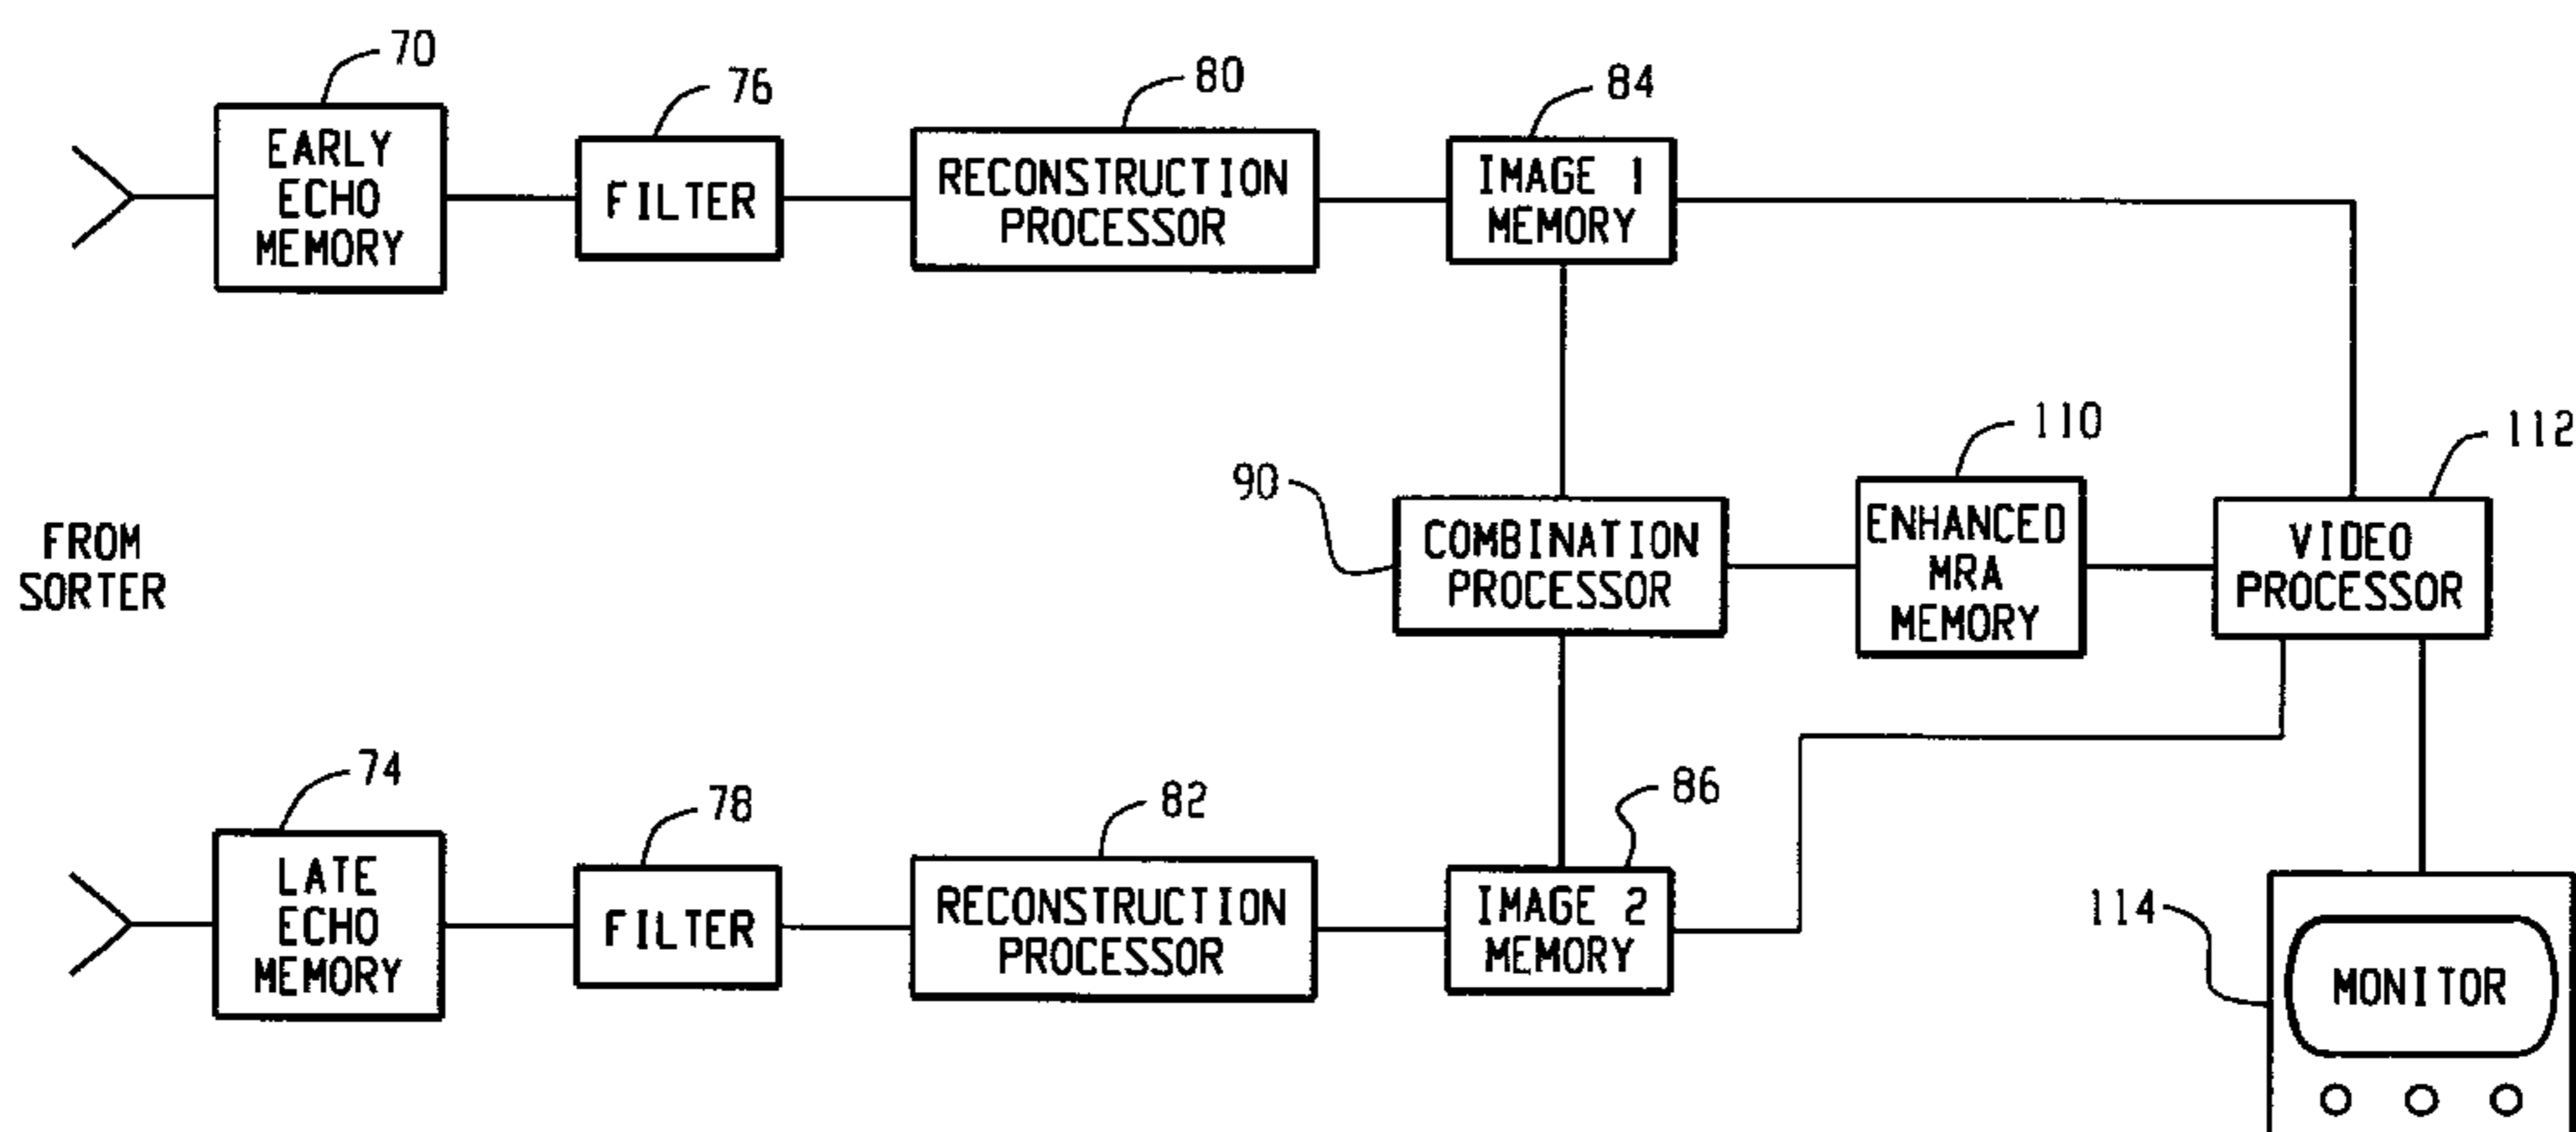 70
EARLY
ECHO
MEMORY
76
FILTER
80
RECONSTRUCTION
PROCESSOR
84
IMAGE 1
MEMORY
FROM
SORTER
90
COMBINATION
PROCESSOR
110
ENHANCED
MRA
MEMORY
112
VIDEO
PROCESSOR
74
LATE
ECHO
MEMORY
78
FILTER
82
RECONSTRUCTION
PROCESSOR
86
IMAGE 2
MEMORY
114
MONITOR